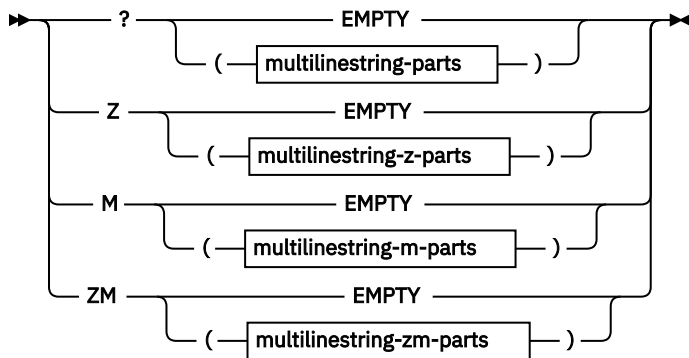 ? EMPTY
( multilinestring-parts )
Z EMPTY
( multilinestring-z-parts )
M EMPTY
( multilinestring-m-parts )
ZM EMPTY
( multilinestring-zm-parts )